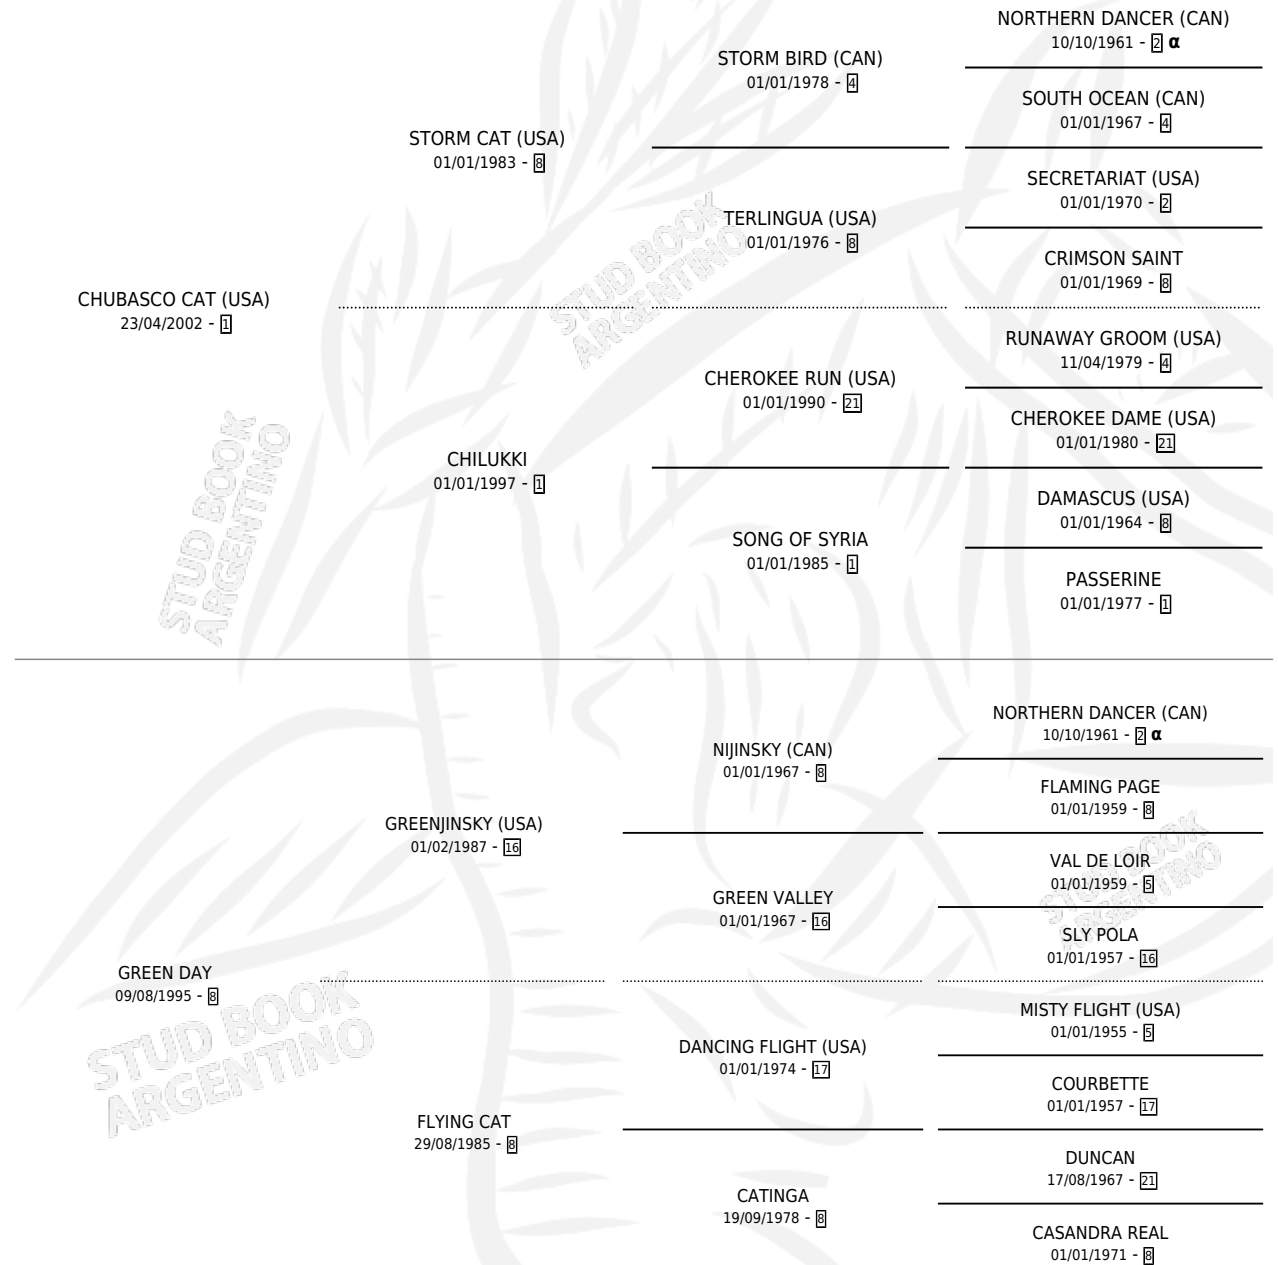 NORTHERN DANCER (CAN)
10/10/1961 - 2 α
STORM BIRD (CAN)
01/01/1978 - 4
SOUTH OCEAN (CAN)
01/01/1967 - 4
STORM CAT (USA)
01/01/1983 - 8
SECRETARIAT (USA)
01/01/1970 - 2
TERLINGUA (USA)
01/01/1976 - 8
CRIMSON SAINT
01/01/1969 - 8
CHUBASCO CAT (USA)
23/04/2002 - 1
RUNAWAY GROOM (USA)
11/04/1979 - 4
CHEROKEE RUN (USA)
01/01/1990 - 21
CHEROKEE DAME (USA)
01/01/1980 - 21
CHILUKKI
01/01/1997 - 1
DAMASCUS (USA)
01/01/1964 - 8
SONG OF SYRIA
01/01/1985 - 1
PASSERINE
01/01/1977 - 1
NORTHERN DANCER (CAN)
10/10/1961 - 2 α
NIJINSKY (CAN)
01/01/1967 - 8
FLAMING PAGE
01/01/1959 - 8
GREENJINSKY (USA)
01/02/1987 - 16
VAL DE LOIR
01/01/1959 - 5
GREEN VALLEY
01/01/1967 - 16
SLY POLA
01/01/1957 - 16
GREEN DAY
09/08/1995 - 8
MISTY FLIGHT (USA)
01/01/1955 - 5
DANCING FLIGHT (USA)
01/01/1974 - 17
COURBETTE
01/01/1957 - 17
FLYING CAT
29/08/1985 - 8
DUNCAN
17/08/1967 - 21
CATINGA
19/09/1978 - 8
CASANDRA REAL
01/01/1971 - 8
STUD BOOK
ARGENTINO
STUD BOOK
ARGENTINO
STUD BOOK
ARGENTINO
STUD BOOK
ARGENTINO